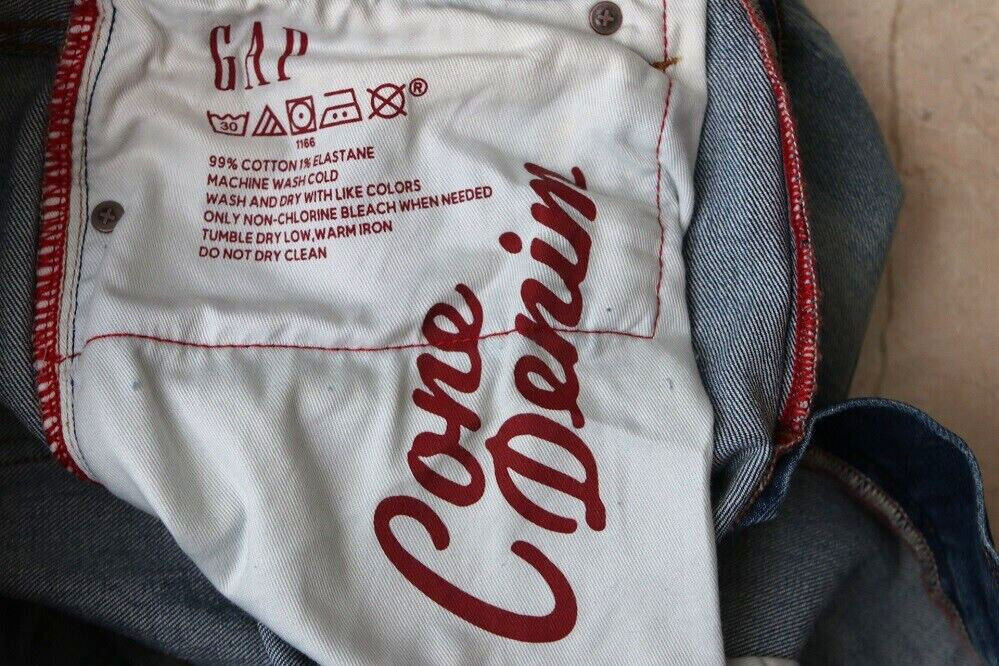 GAP
30
®
1166
99% COTTON 1% ELASTANE
MACHINE WASH COLD
WASH AND DRY WITH LIKE COLORS
ONLY NON-CHLORINE BLEACH WHEN NEEDED
TUMBLE DRY LOW, WARM IRON
DO NOT DRY CLEAN
Cone
Denim